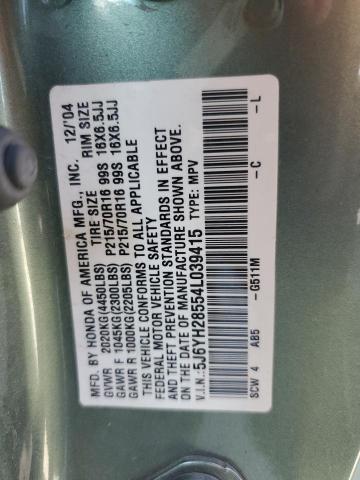 MFD. BY HONDA OF AMERICA MFG., INC. 12/'04
TIRE SIZE RIM SIZE
GVWR 2020KG(4450LBS)
GAWR F 1045KG(2300LBS) P215/70R16 99S 16X6.5JJ
GAWR R 1000KG(2205LBS) P215/70R16 99S 16X6.5JJ
THIS VEHICLE CONFORMS TO ALL APPLICABLE
FEDERAL MOTOR VEHICLE SAFETY
AND THEFT PREVENTION STANDARDS IN EFFECT
ON THE DATE OF MANUFACTURE SHOWN ABOVE.
V.I.N.:5J6YH28554L039415 TYPE: MPV
SCW 4 AB5 -G511M -C -L